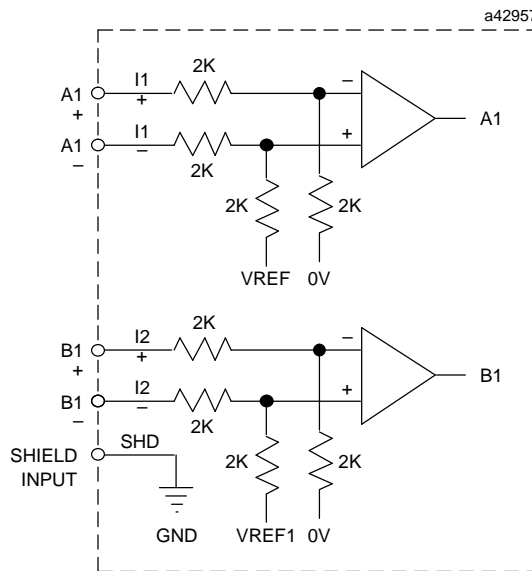 a42957
A1
+
I1
+
2K
−
A1
−
I1
−
2K
+
A1
2K
2K
VREF
0V
B1
+
I2
+
2K
−
B1
−
I2
−
2K
+
B1
SHIELD
INPUT
SHD
2K
2K
GND
VREF1
0V